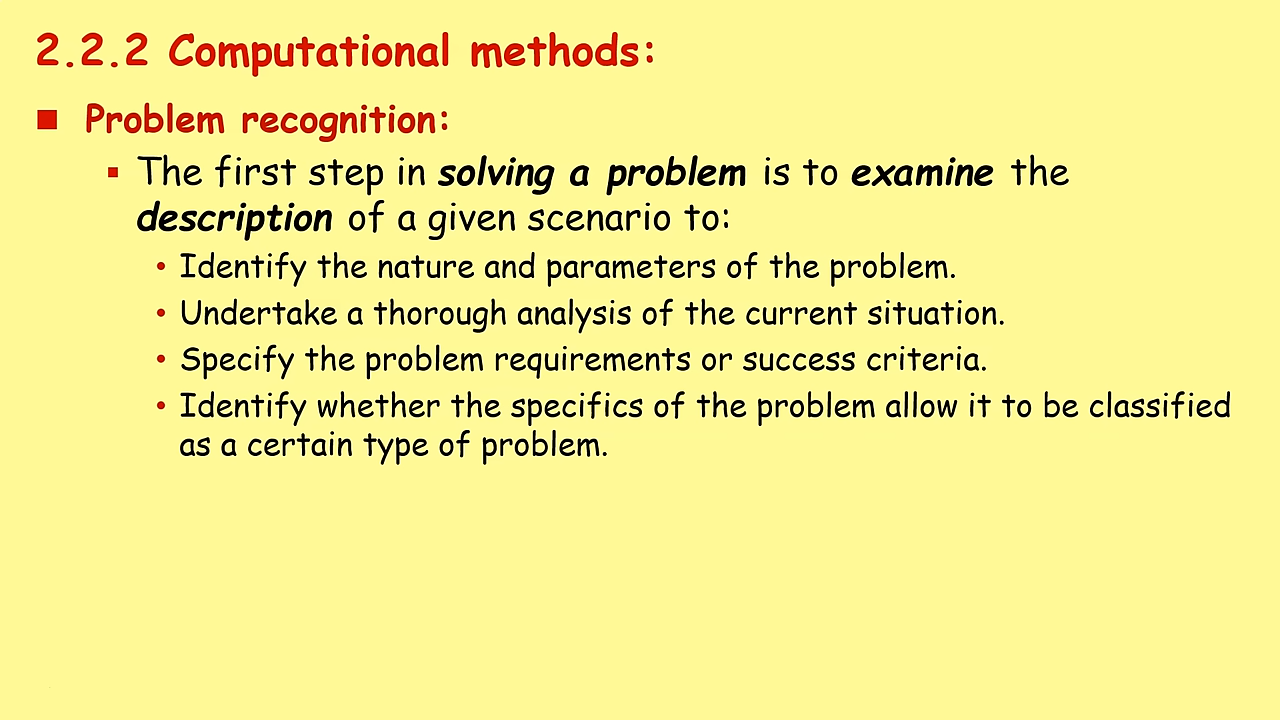 2.2.2 Computational methods:
Problem recognition:
The first step in solving a problem is to examine the
description of a given scenario to:
Identify the nature and parameters of the problem.
Undertake a thorough analysis of the current situation.
Specify the problem requirements or success criteria.
Identify whether the specifics of the problem allow it to be classified
as a certain type of problem.